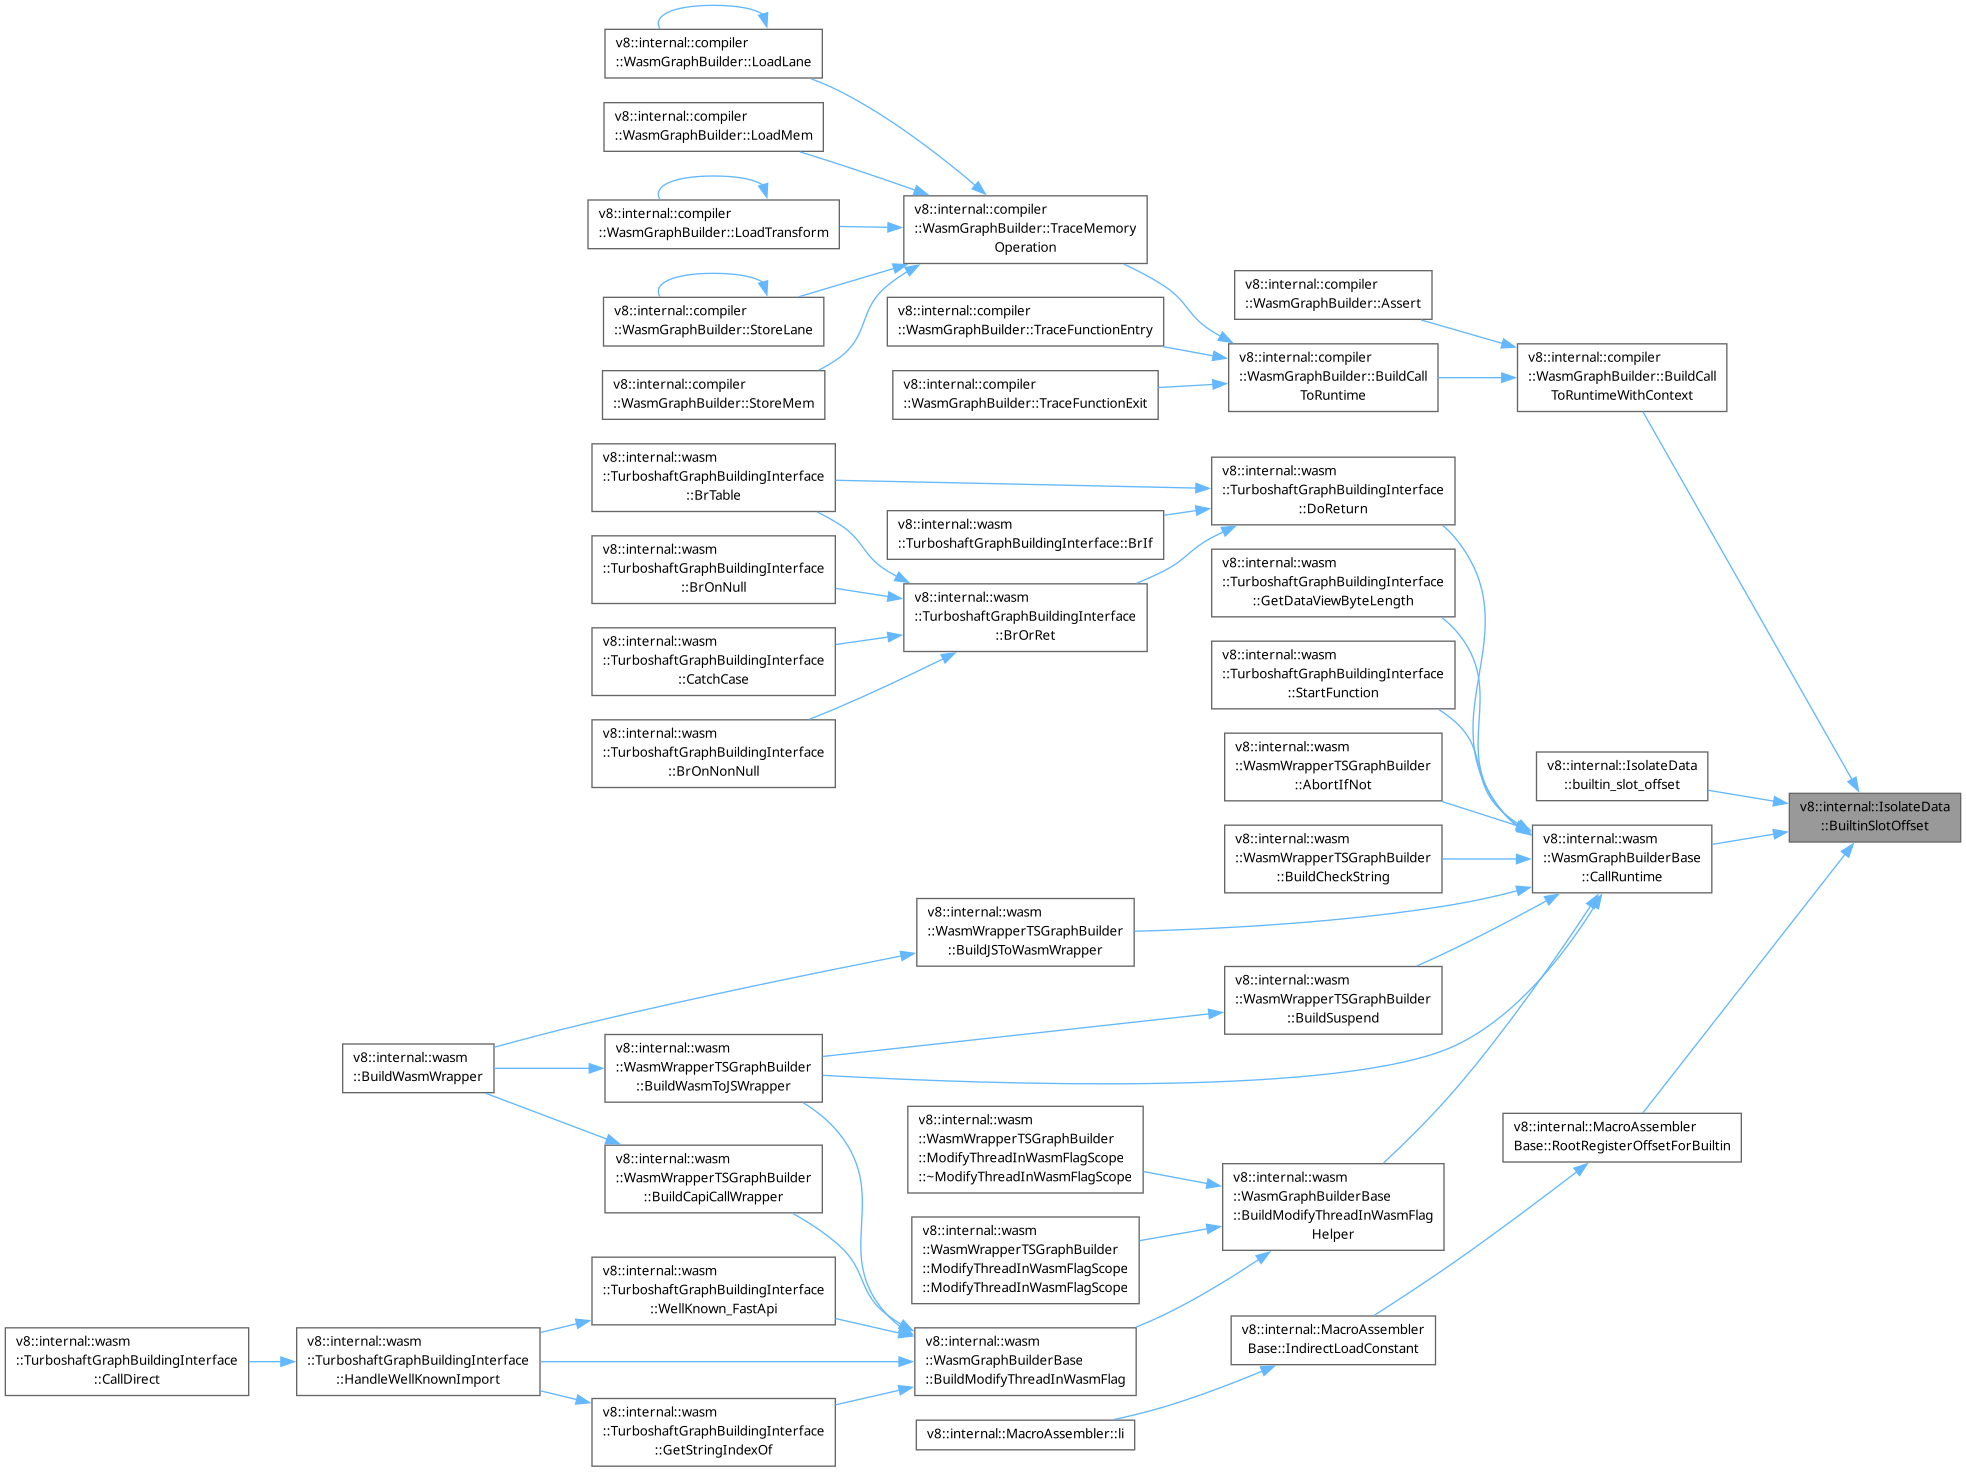 v8::internal::compiler
::WasmGraphBuilder::LoadLane
v8::internal::compiler
::WasmGraphBuilder::LoadMem
v8::internal::compiler
::WasmGraphBuilder::LoadTransform
v8::internal::compiler
::WasmGraphBuilder::StoreLane
v8::internal::compiler
::WasmGraphBuilder::StoreMem
v8::internal::compiler
::WasmGraphBuilder::TraceMemory
Operation
v8::internal::compiler
::WasmGraphBuilder::TraceFunctionEntry
v8::internal::compiler
::WasmGraphBuilder::TraceFunctionExit
v8::internal::compiler
::WasmGraphBuilder::Assert
v8::internal::compiler
::WasmGraphBuilder::BuildCall
ToRuntime
v8::internal::compiler
::WasmGraphBuilder::BuildCall
ToRuntimeWithContext
v8::internal::wasm
::TurboshaftGraphBuildingInterface
::BrTable
v8::internal::wasm
::TurboshaftGraphBuildingInterface
::BrOnNull
v8::internal::wasm
::TurboshaftGraphBuildingInterface
::CatchCase
v8::internal::wasm
::TurboshaftGraphBuildingInterface
::BrOnNonNull
v8::internal::wasm
::TurboshaftGraphBuildingInterface::BrIf
v8::internal::wasm
::TurboshaftGraphBuildingInterface
::BrOrRet
v8::internal::wasm
::TurboshaftGraphBuildingInterface
::DoReturn
v8::internal::wasm
::TurboshaftGraphBuildingInterface
::GetDataViewByteLength
v8::internal::wasm
::TurboshaftGraphBuildingInterface
::StartFunction
v8::internal::wasm
::WasmWrapperTSGraphBuilder
::AbortIfNot
v8::internal::wasm
::WasmWrapperTSGraphBuilder
::BuildCheckString
v8::internal::IsolateData
::builtin_slot_offset
v8::internal::wasm
::WasmGraphBuilderBase
::CallRuntime
v8::internal::IsolateData
::BuiltinSlotOffset
v8::internal::wasm
::WasmWrapperTSGraphBuilder
::BuildJSToWasmWrapper
v8::internal::wasm
::WasmWrapperTSGraphBuilder
::BuildSuspend
v8::internal::wasm
::BuildWasmWrapper
v8::internal::wasm
::WasmWrapperTSGraphBuilder
::BuildWasmToJSWrapper
v8::internal::wasm
::WasmWrapperTSGraphBuilder
::BuildCapiCallWrapper
v8::internal::wasm
::WasmWrapperTSGraphBuilder
::ModifyThreadInWasmFlagScope
::~ModifyThreadInWasmFlagScope
v8::internal::wasm
::WasmWrapperTSGraphBuilder
::ModifyThreadInWasmFlagScope
::ModifyThreadInWasmFlagScope
v8::internal::wasm
::WasmGraphBuilderBase
::BuildModifyThreadInWasmFlag
Helper
v8::internal::MacroAssembler
Base::RootRegisterOffsetForBuiltin
v8::internal::wasm
::TurboshaftGraphBuildingInterface
::WellKnown_FastApi
v8::internal::wasm
::TurboshaftGraphBuildingInterface
::CallDirect
v8::internal::wasm
::TurboshaftGraphBuildingInterface
::HandleWellKnownImport
v8::internal::wasm
::WasmGraphBuilderBase
::BuildModifyThreadInWasmFlag
v8::internal::MacroAssembler
Base::IndirectLoadConstant
v8::internal::wasm
::TurboshaftGraphBuildingInterface
::GetStringIndexOf
v8::internal::MacroAssembler::li